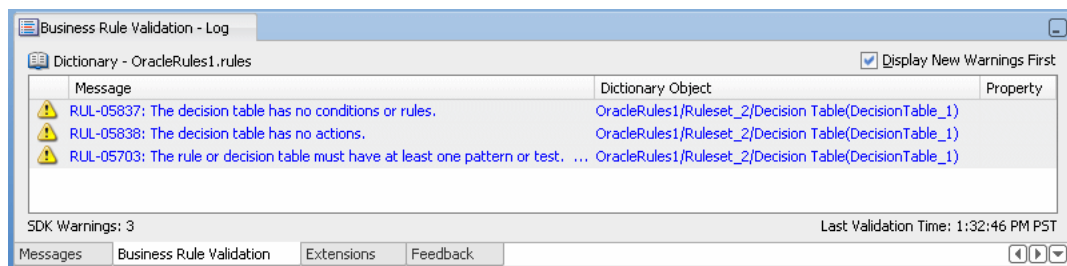 Business Rule Validation - Log
Dictionary - OracleRules1.rules Display New Warnings First
Message Dictionary Object Property
RUL-05837: The decision table has no conditions or rules. OracleRules1/Ruleset_2/Decision Table(DecisionTable_1)
RUL-05838: The decision table has no actions. OracleRules1/Ruleset_2/Decision Table(DecisionTable_1)
RUL-05703: The rule or decision table must have at least one pattern or test. ... OracleRules1/Ruleset_2/Decision Table(DecisionTable_1)
SDK Warnings: 3 Last Validation Time: 1:32:46 PM PST
Messages Business Rule Validation Extensions Feedback